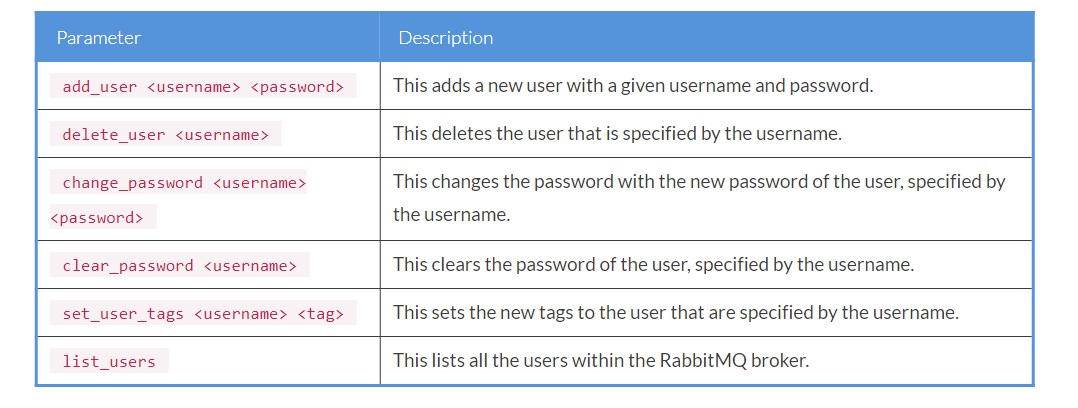 Parameter Description
add_user <username> <password> This adds a new user with a given username and password.
delete_user <username> This deletes the user that is specified by the username.
change_password <username> This changes the password with the new password of the user, specified by
<password> the username.
clear_password <username> This clears the password of the user, specified by the username.
set_user_tags <username> <tag> This sets the new tags to the user that are specified by the username.
list_users This lists all the users within the RabbitMQ broker.